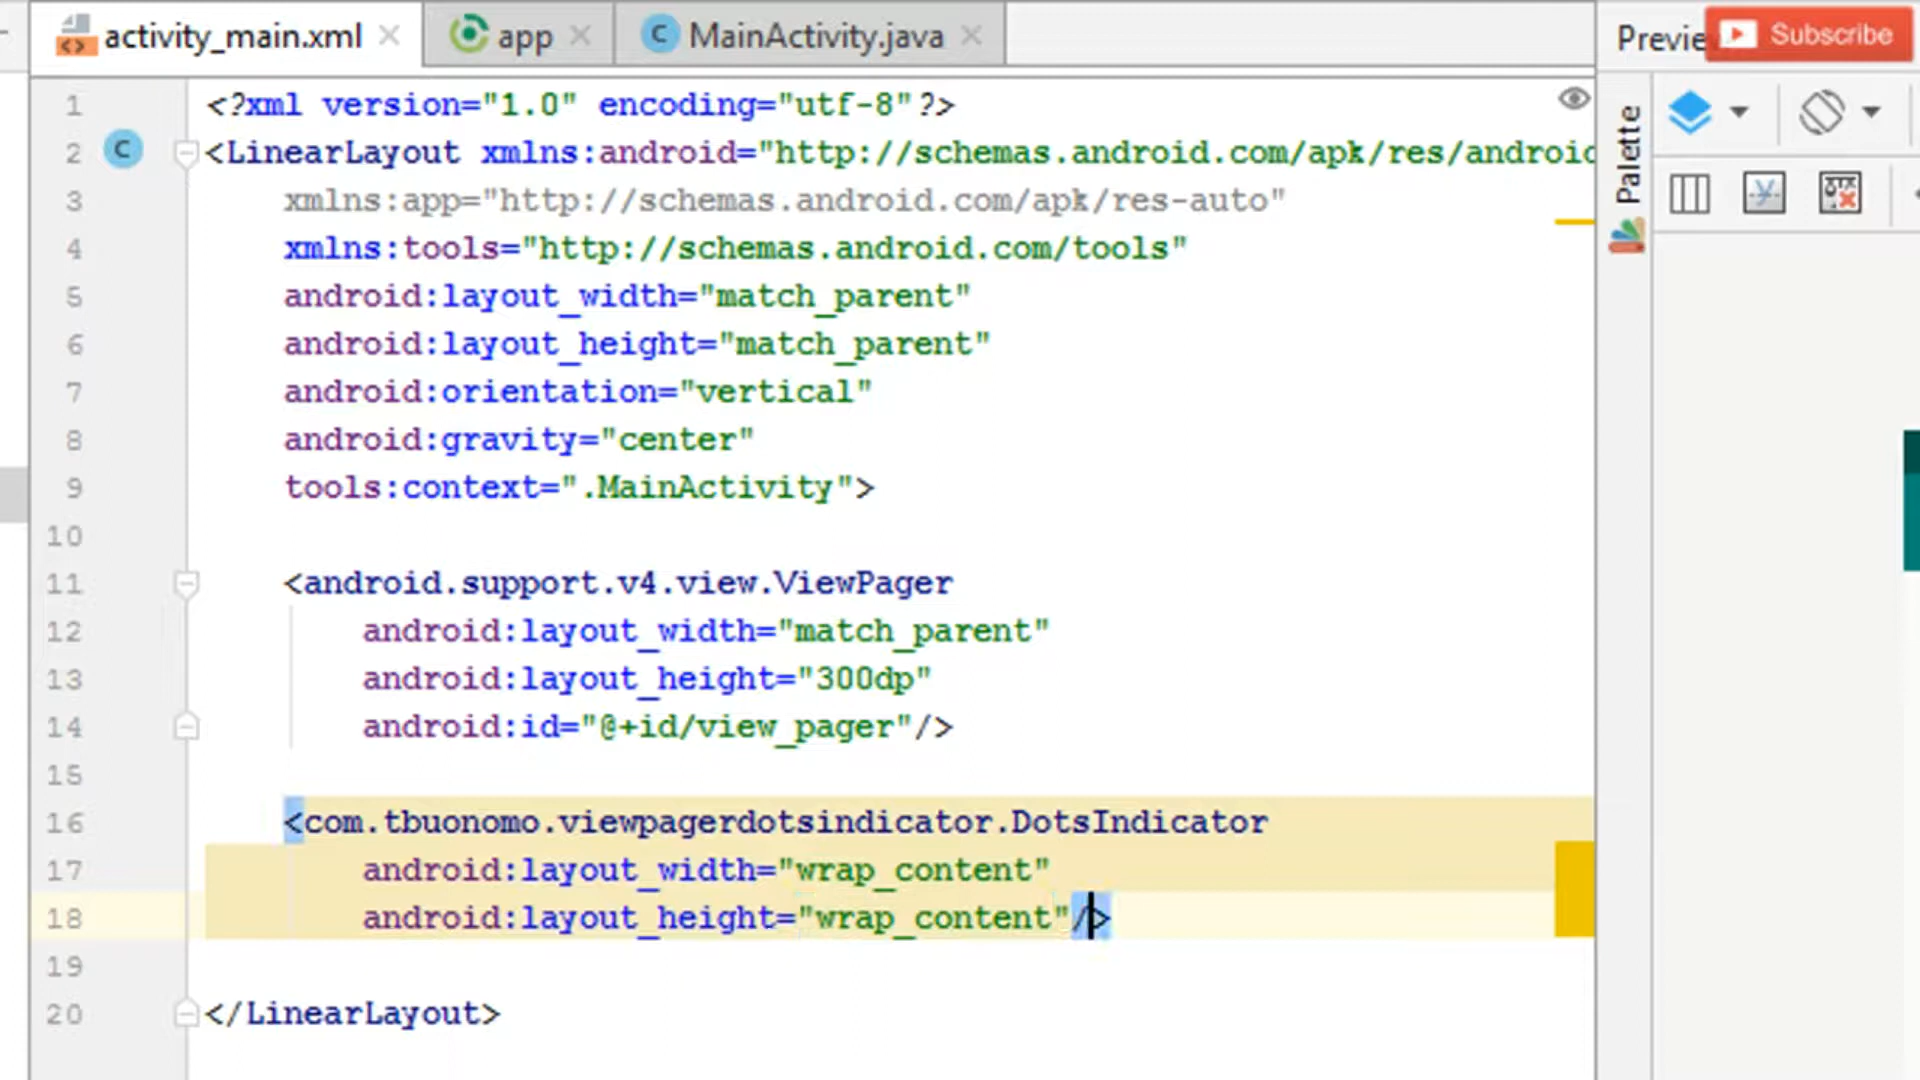 activity_main.xml app MainActivity.java
Subscribe
Palette
1 <?xml version="1.0" encoding="utf-8"?>
2 <LinearLayout xmlns:android="http://schemas.android.com/apk/res/android
3 xmlns:app="http://schemas.android.com/apk/res-auto"
4 xmlns:tools="http://schemas.android.com/tools"
5 android:layout_width="match_parent"
6 android:layout_height="match_parent"
7 android:orientation="vertical"
8 android:gravity="center"
9 tools:context=".MainActivity">
10
11 <android.support.v4.view.ViewPager
12 android:layout_width="match_parent"
13 android:layout_height="300dp"
14 android:id="@+id/view_pager"/>
15
16 <com.tbuonomo.viewpagerdotsindicator.DotsIndicator
17 android:layout_width="wrap_content"
18 android:layout_height="wrap_content"/>
19
20 </LinearLayout>